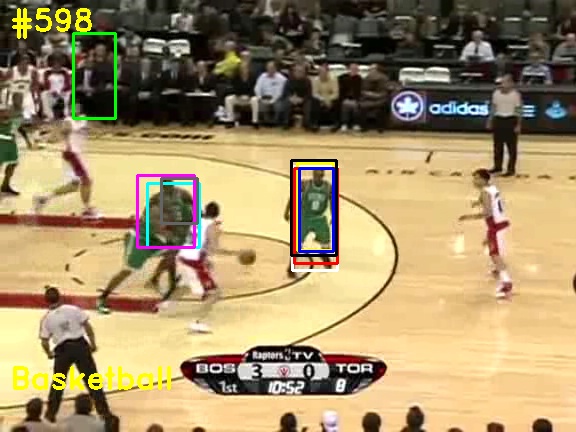 #598
adidas
Raptors TV
BOS 3 0 TOR
1st 10:52 8
Basketball